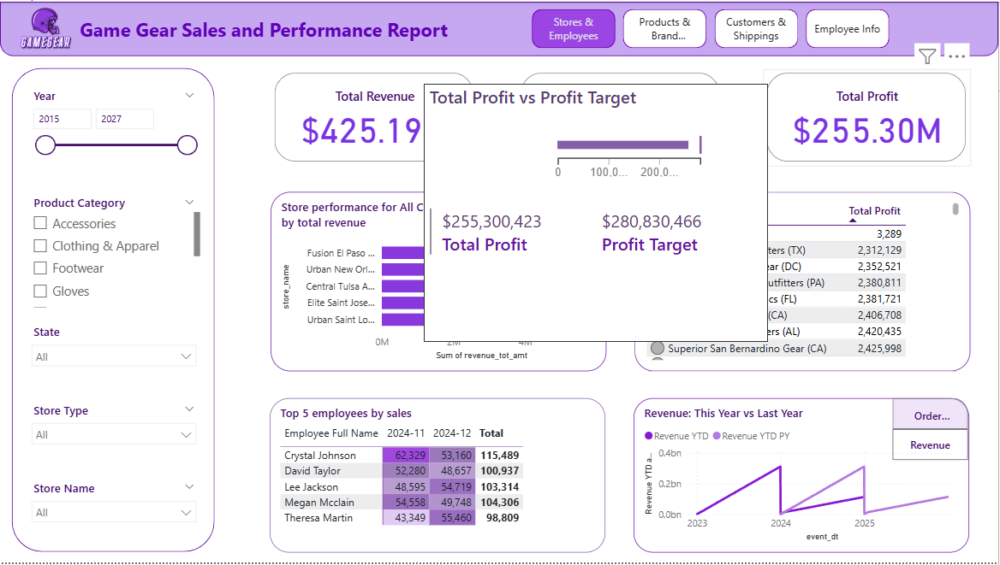 GAMEGEAR
Game Gear Sales and Performance Report
Stores &
Employees
Products &
Brand...
Customers &
Shippings
Employee Info
Year
2015
2027
Product Category
Accessories
Clothing & Apparel
Footwear
Gloves
State
All
Store Type
All
Store Name
All
Total Revenue
$425.19
Total Profit vs Profit Target
0
100,0...
200,0...
$255,300,423
Total Profit
$280,830,466
Profit Target
Total Profit
$255.30M
Store performance for All C
by total revenue
store_name
Fusion El Paso ...
Urban New Orl...
Central Tulsa A...
Elite Saint Jose...
Urban Saint Lo...
0M
2M
4M
Sum of revenue_tot_amt
Total Profit
3,289
ters (TX) 2,312,129
ear (DC) 2,352,521
utfitters (PA) 2,380,811
cs (FL) 2,381,721
(CA) 2,406,708
ers (AL) 2,420,435
Superior San Bernardino Gear (CA) 2,425,998
Top 5 employees by sales
Employee Full Name 2024-11 2024-12 Total
Crystal Johnson 62,329 53,160 115,489
David Taylor 52,280 48,657 100,937
Lee Jackson 48,595 54,719 103,314
Megan Mcclain 54,558 49,748 104,306
Theresa Martin 43,349 55,460 98,809
Revenue: This Year vs Last Year
Order...
Revenue
Revenue YTD Revenue YTD PY
Revenue YTD a...
0.4bn
0.2bn
0.0bn
2023
2024
2025
event_dt